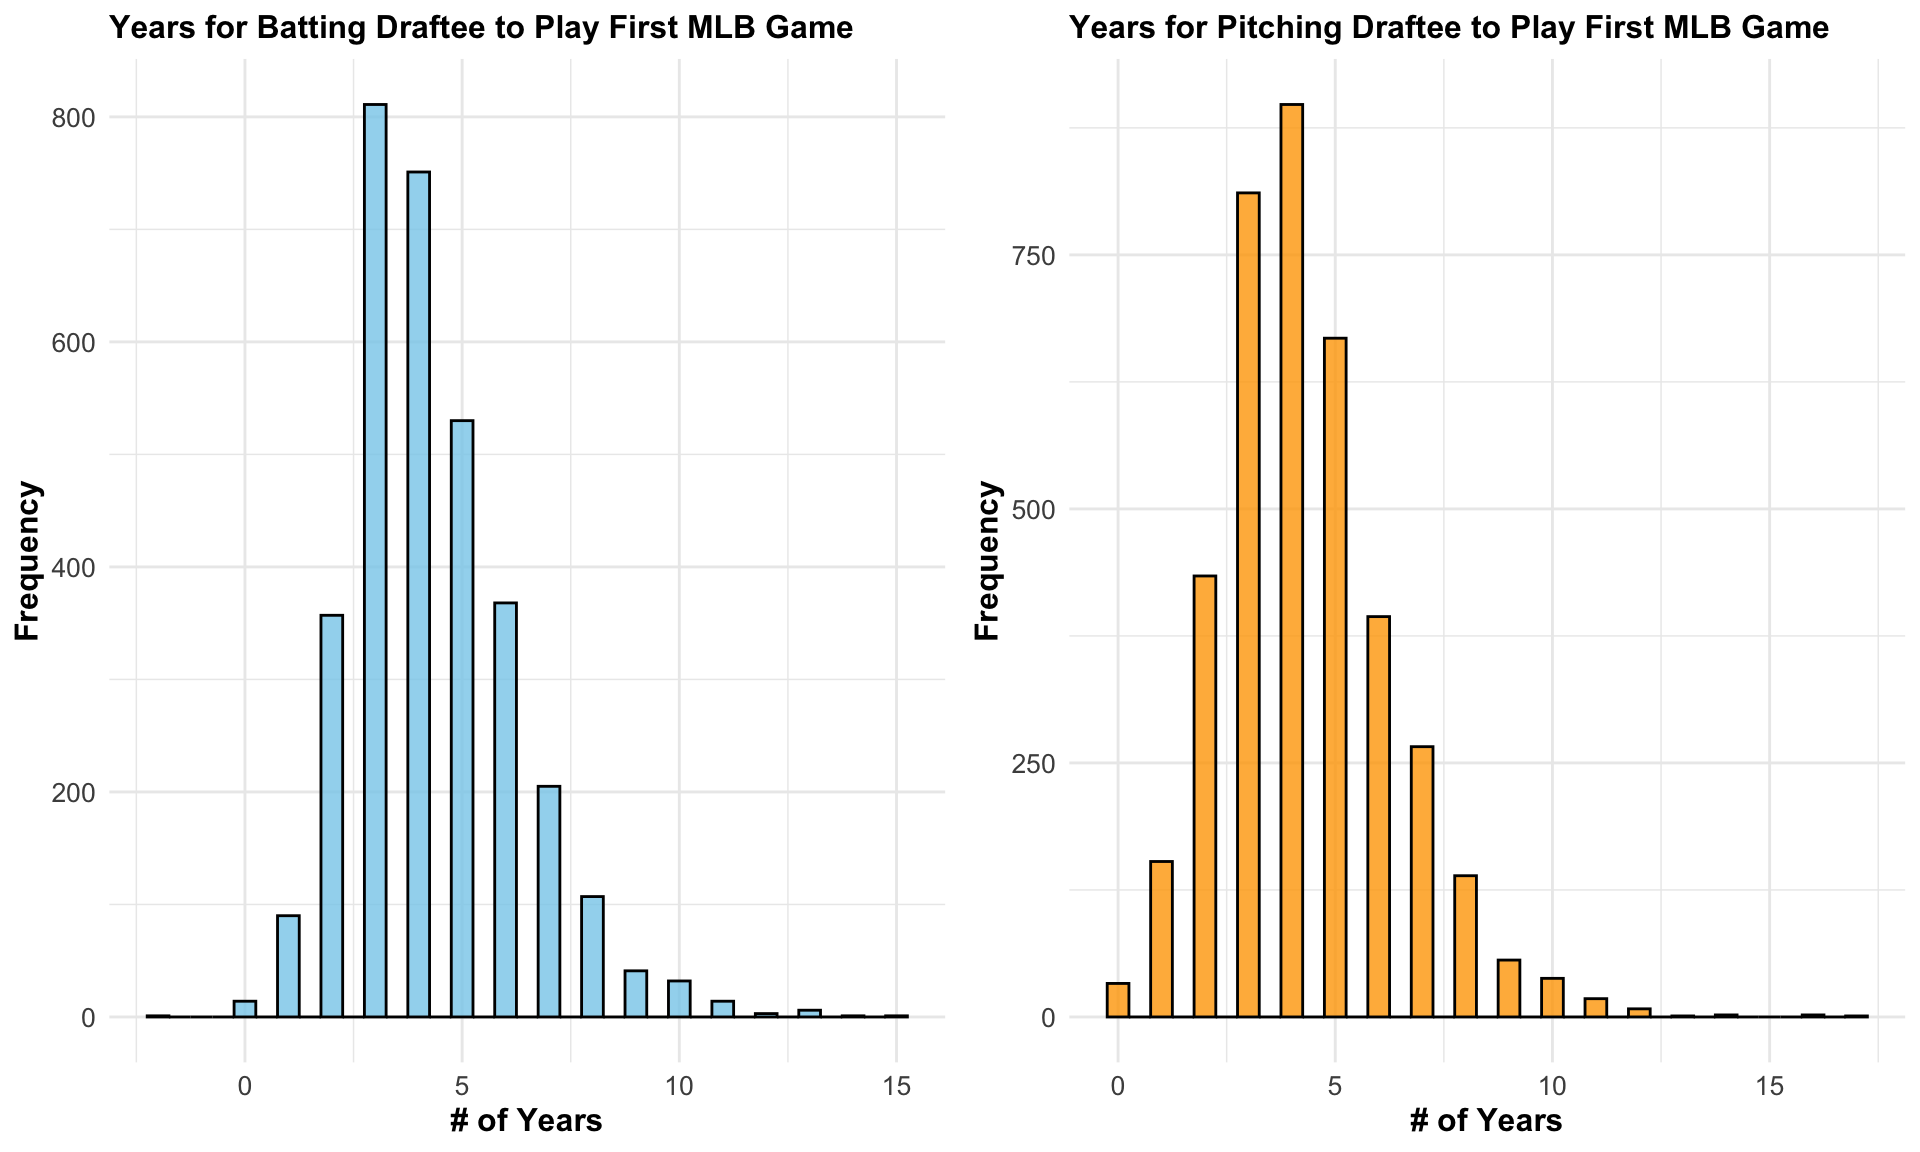 Years for Batting Draftee to Play First MLB Game
Frequency
800
600
400
200
0
0 5 10 15
# of Years
Years for Pitching Draftee to Play First MLB Game
Frequency
750
500
250
0
0 5 10 15
# of Years